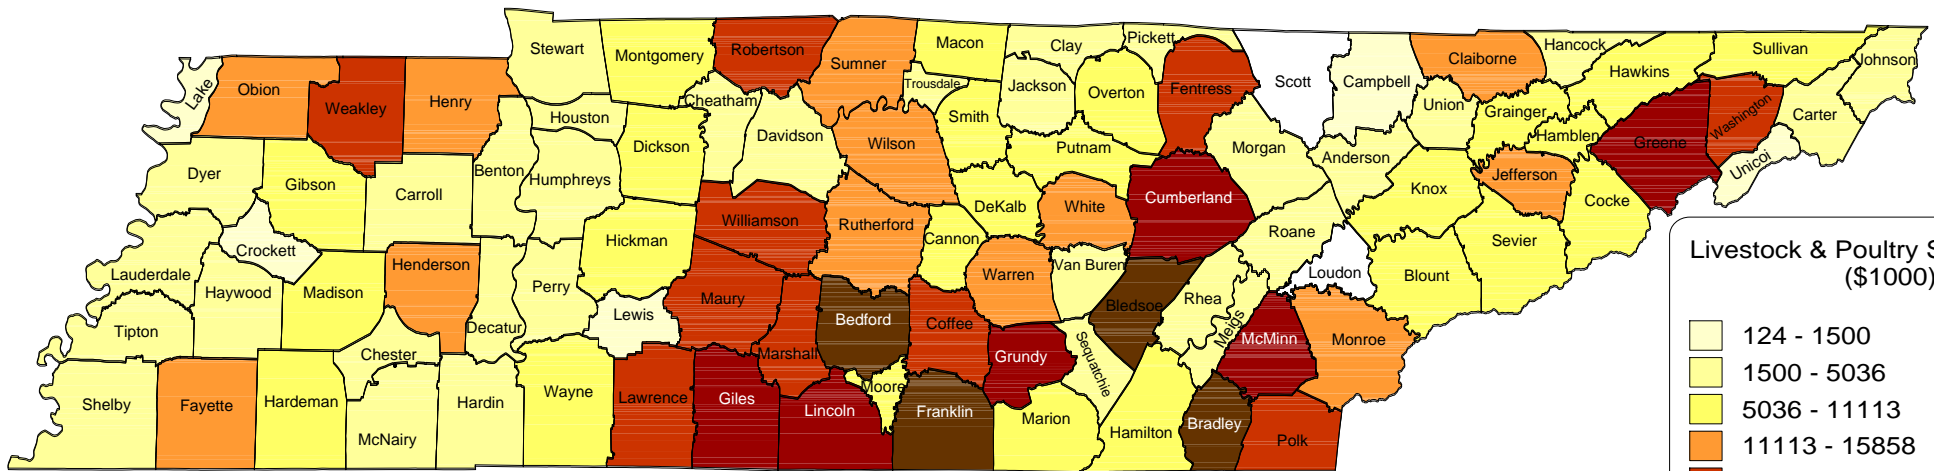 Stewart
Montgomery
Robertson
Sumner
Macon
Clay
Pickett
Scott
Campbell
Claiborne
Hancock
Hawkins
Sullivan
Johnson
Lake
Obion
Weakley
Henry
Houston
Cheatham
Trousdale
Jackson
Overton
Fentress
Union
Grainger
Hamblen
Greene
Washington
Carter
Unicoi
Dyer
Gibson
Carroll
Benton
Humphreys
Dickson
Davidson
Wilson
Smith
Putnam
Morgan
Anderson
Knox
Jefferson
Cocke
Crockett
Hickman
Williamson
Rutherford
Cannon
DeKalb
White
Cumberland
Roane
Sevier
Lauderdale
Haywood
Madison
Henderson
Decatur
Perry
Lewis
Maury
Marshall
Bedford
Coffee
Warren
Van Buren
Bledsoe
Rhea
Meigs
Loudon
Blount
Tipton
Chester
Moore
Grundy
Sequatchie
McMinn
Monroe
Shelby
Fayette
Hardeman
McNairy
Hardin
Wayne
Lawrence
Giles
Lincoln
Franklin
Marion
Hamilton
Bradley
Polk
Livestock & Poultry S
($1000)
124 - 1500
1500 - 5036
5036 - 11113
11113 - 15858